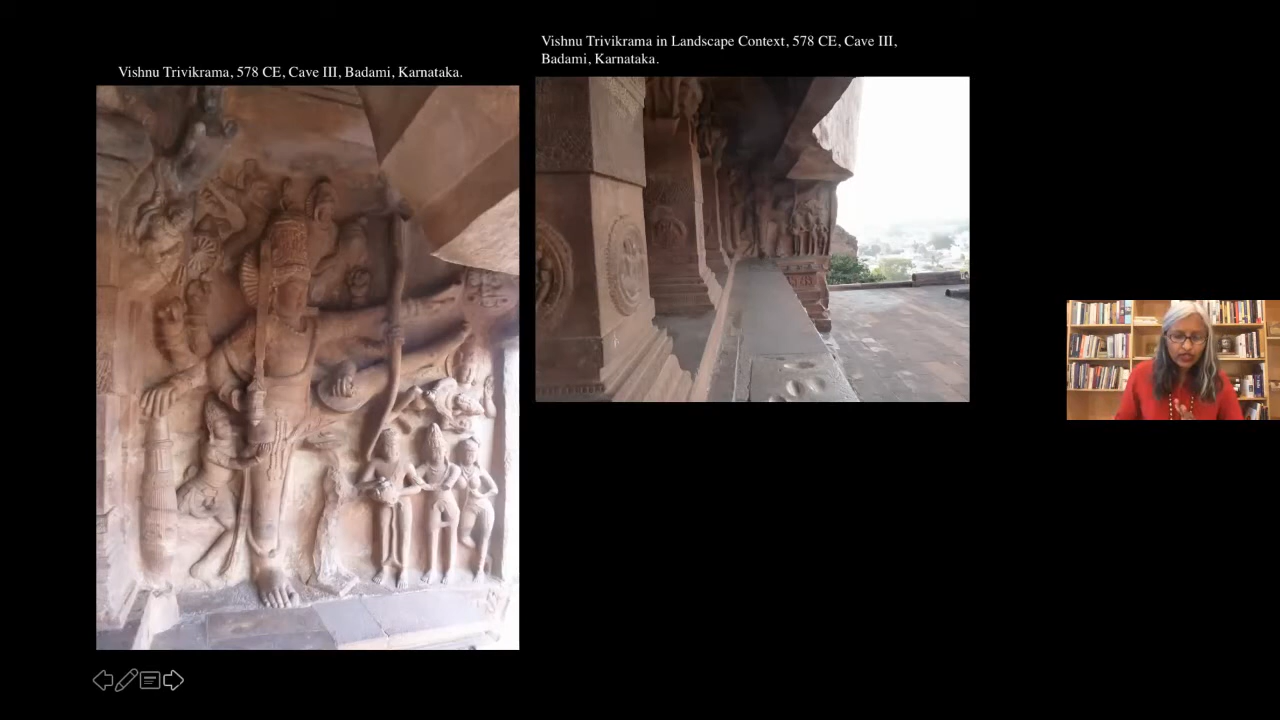 Vishnu Trivikrama, 578 CE, Cave III, Badami, Karnataka.
Vishnu Trivikrama in Landscape Context, 578 CE, Cave III,
Badami, Karnataka.